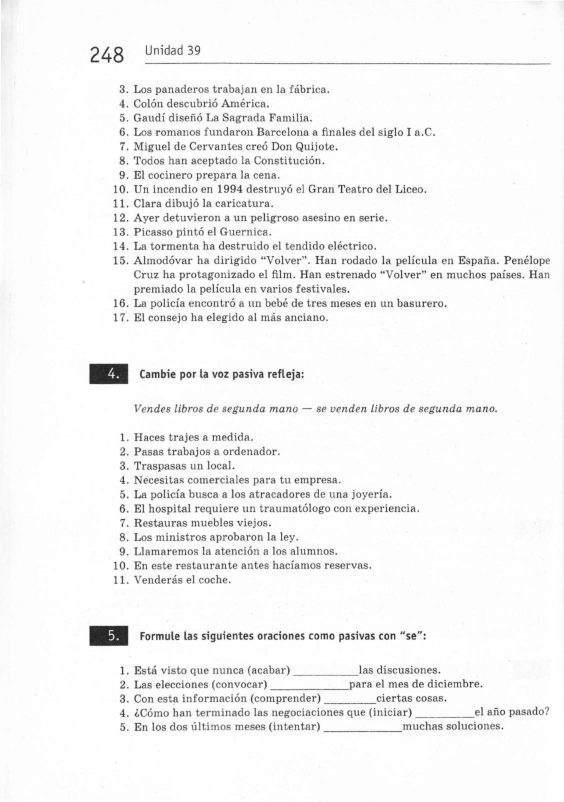 248 Unidad 39
3. Los panaderos trabajan en la fábrica.
4. Colón descubrió América.
5. Gaudí diseñó La Sagrada Familia.
6. Los romanos fundaron Barcelona a finales del siglo I a.C.
7. Miguel de Cervantes creó Don Quijote.
8. Todos han aceptado la Constitución.
9. El cocinero prepara la cena.
10. Un incendio en 1994 destruyó el Gran Teatro del Liceo.
11. Clara dibujó la caricatura.
12. Ayer detuvieron a un peligroso asesino en serie.
13. Picasso pintó el Guernica.
14. La tormenta ha destruido el tendido eléctrico.
15. Almodóvar ha dirigido “Volver”. Han rodado la película en España. Penélope
Cruz ha protagonizado el film. Han estrenado “Volver” en muchos países. Han
premiado la película en varios festivales.
16. La policía encontró a un bebé de tres meses en un basurero.
17. El consejo ha elegido al más anciano.
4. Cambie por la voz pasiva refleja:
Vendes libros de segunda mano — se venden libros de segunda mano.
1. Haces trajes a medida.
2. Pasas trabajos a ordenador.
3. Traspasas un local.
4. Necesitas comerciales para tu empresa.
5. La policía busca a los atracadores de una joyería.
6. El hospital requiere un traumatólogo con experiencia.
7. Restauras muebles viejos.
8. Los ministros aprobaron la ley.
9. Llamaremos la atención a los alumnos.
10. En este restaurante antes hacíamos reservas.
11. Venderás el coche.
5. Formule las siguientes oraciones como pasivas con “se”:
1. Está visto que nunca (acabar) ___________las discusiones.
2. Las elecciones (convocar) _____________para el mes de diciembre.
3. Con esta información (comprender) _________ciertas cosas.
4. ¿Cómo han terminado las negociaciones que (iniciar) __________el año pasado?
5. En los dos últimos meses (intentar) _____________muchas soluciones.